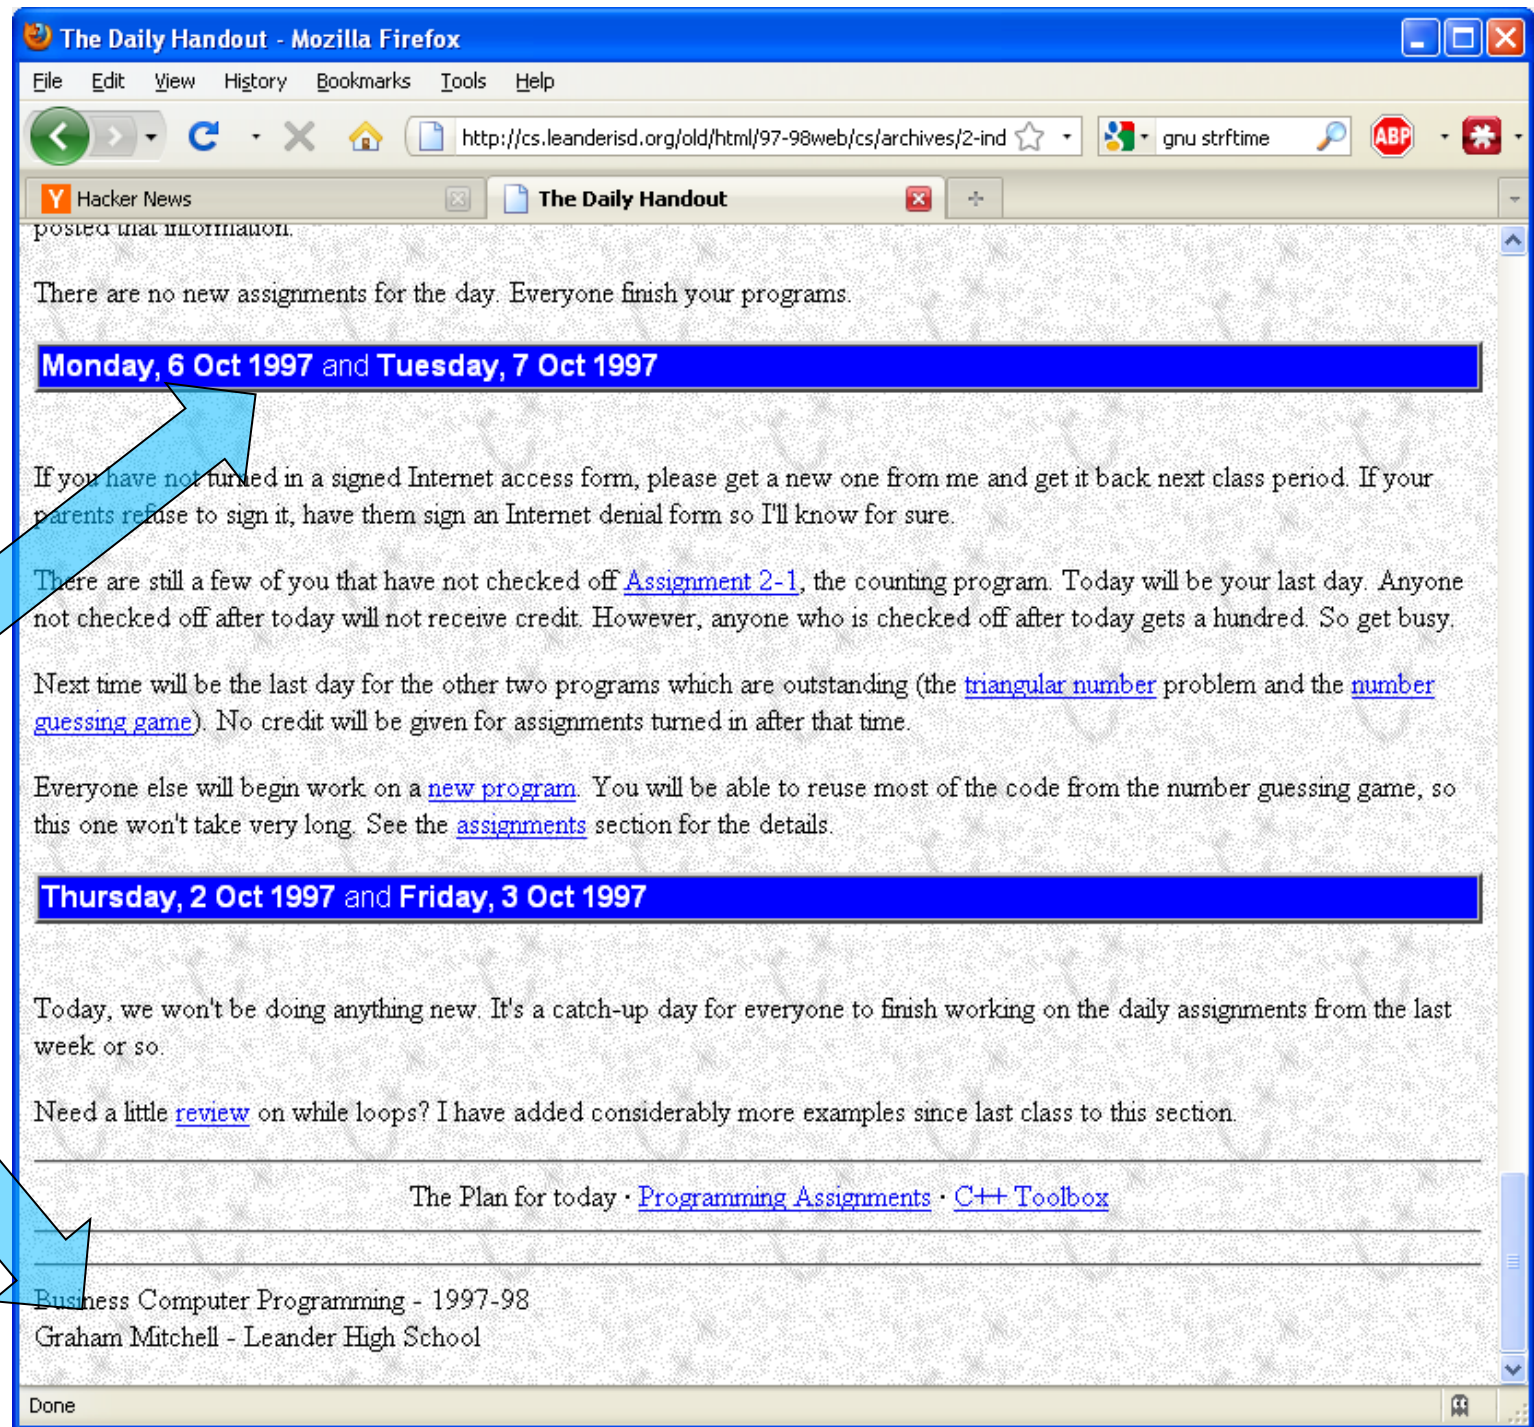 The Daily Handout - Mozilla Firefox
File Edit View History Bookmarks Tools Help
http://cs.leanderisd.org/old/html/97-98web/cs/archives/2-ind
gnu strftime
ABP
Y Hacker News
The Daily Handout
posted that information.
There are no new assignments for the day. Everyone finish your programs.
Monday, 6 Oct 1997 and Tuesday, 7 Oct 1997
If you have not turned in a signed Internet access form, please get a new one from me and get it back next class period. If your
parents refuse to sign it, have them sign an Internet denial form so I'll know for sure.
There are still a few of you that have not checked off Assignment 2-1, the counting program. Today will be your last day. Anyone
not checked off after today will not receive credit. However, anyone who is checked off after today gets a hundred. So get busy.
Next time will be the last day for the other two programs which are outstanding (the triangular number problem and the number
guessing game). No credit will be given for assignments turned in after that time.
Everyone else will begin work on a new program. You will be able to reuse most of the code from the number guessing game, so
this one won't take very long. See the assignments section for the details.
Thursday, 2 Oct 1997 and Friday, 3 Oct 1997
Today, we won't be doing anything new. It's a catch-up day for everyone to finish working on the daily assignments from the last
week or so.
Need a little review on while loops? I have added considerably more examples since last class to this section.
The Plan for today · Programming Assignments · C++ Toolbox
Business Computer Programming - 1997-98
Graham Mitchell - Leander High School
Done